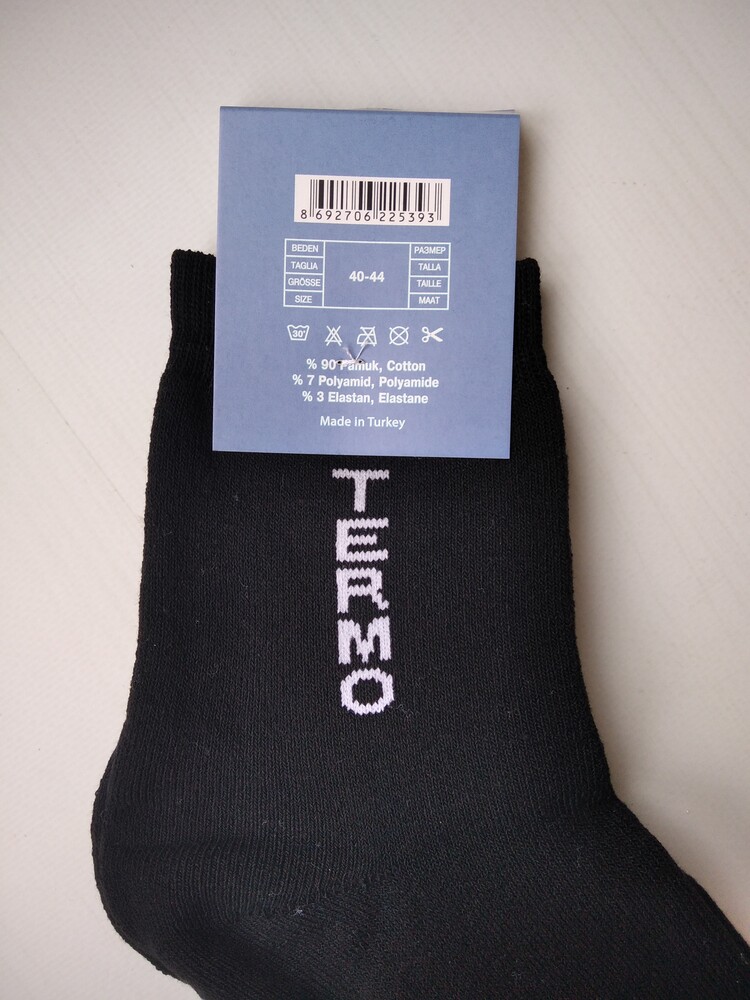 8 692706 225393
BEDEN
TAGLIA
GRÖSSE
SIZE
40-44
РАЗМЕР
TALLA
TAILLE
MAAT
30°
% 90 Pamuk, Cotton
% 7 Polyamid, Polyamide
% 3 Elastan, Elastane
Made in Turkey
TERMO